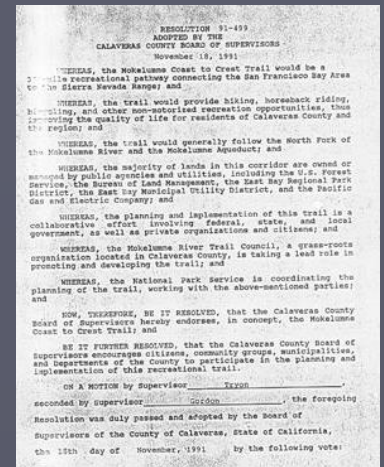 RESOLUTION 91-499
ADOPTED BY THE
CALAVERAS COUNTY BOARD OF SUPERVISORS
November 18, 1991
WHEREAS, the Mokelumne Coast to Crest Trail would be a
mile recreational pathway connecting the San Francisco Bay Area
to the Sierra Nevada Range; and
WHEREAS, the trail would provide hiking, horseback riding,
bicycling, and other non-motorized recreation opportunities, thus
improving the quality of life for residents of Calaveras County and
the region; and
WHEREAS, the trail would generally follow the North Fork of
the Mokelumne River and the Mokelumne Aqueduct; and
WHEREAS, the majority of lands in this corridor are owned or
managed by public agencies and utilities, including the U.S. Forest
Service, the Bureau of Land Management, the East Bay Regional Park
District, the East Bay Municipal Utility District, and the Pacific
Gas and Electric Company; and
WHEREAS, the planning and implementation of this trail is a
collaborative effort involving federal, state, and local
government, as well as private organizations and citizens; and
WHEREAS, the Mokelumne River Trail Council, a grass-roots
organization located in Calaveras County, is taking a lead role in
promoting and developing the trail; and
WHEREAS, the National Park Service is coordinating the
planning of the trail, working with the above-mentioned parties;
and
NOW, THEREFORE, BE IT RESOLVED, that the Calaveras County
Board of Supervisors hereby endorses, in concept, the Mokelumne
Coast to Crest Trail; and
BE IT FURTHER RESOLVED, that the Calaveras County Board of
Supervisors encourages citizens, community groups, municipalities,
and Departments of the County to participate in the planning and
implementation of this recreational trail.
ON A MOTION by Supervisor Tryon,
seconded by Supervisor Gordon, the foregoing
Resolution was duly passed and adopted by the Board of
Supervisors of the County of Calaveras, State of California,
the 18th day of November, 1991 by the following vote: